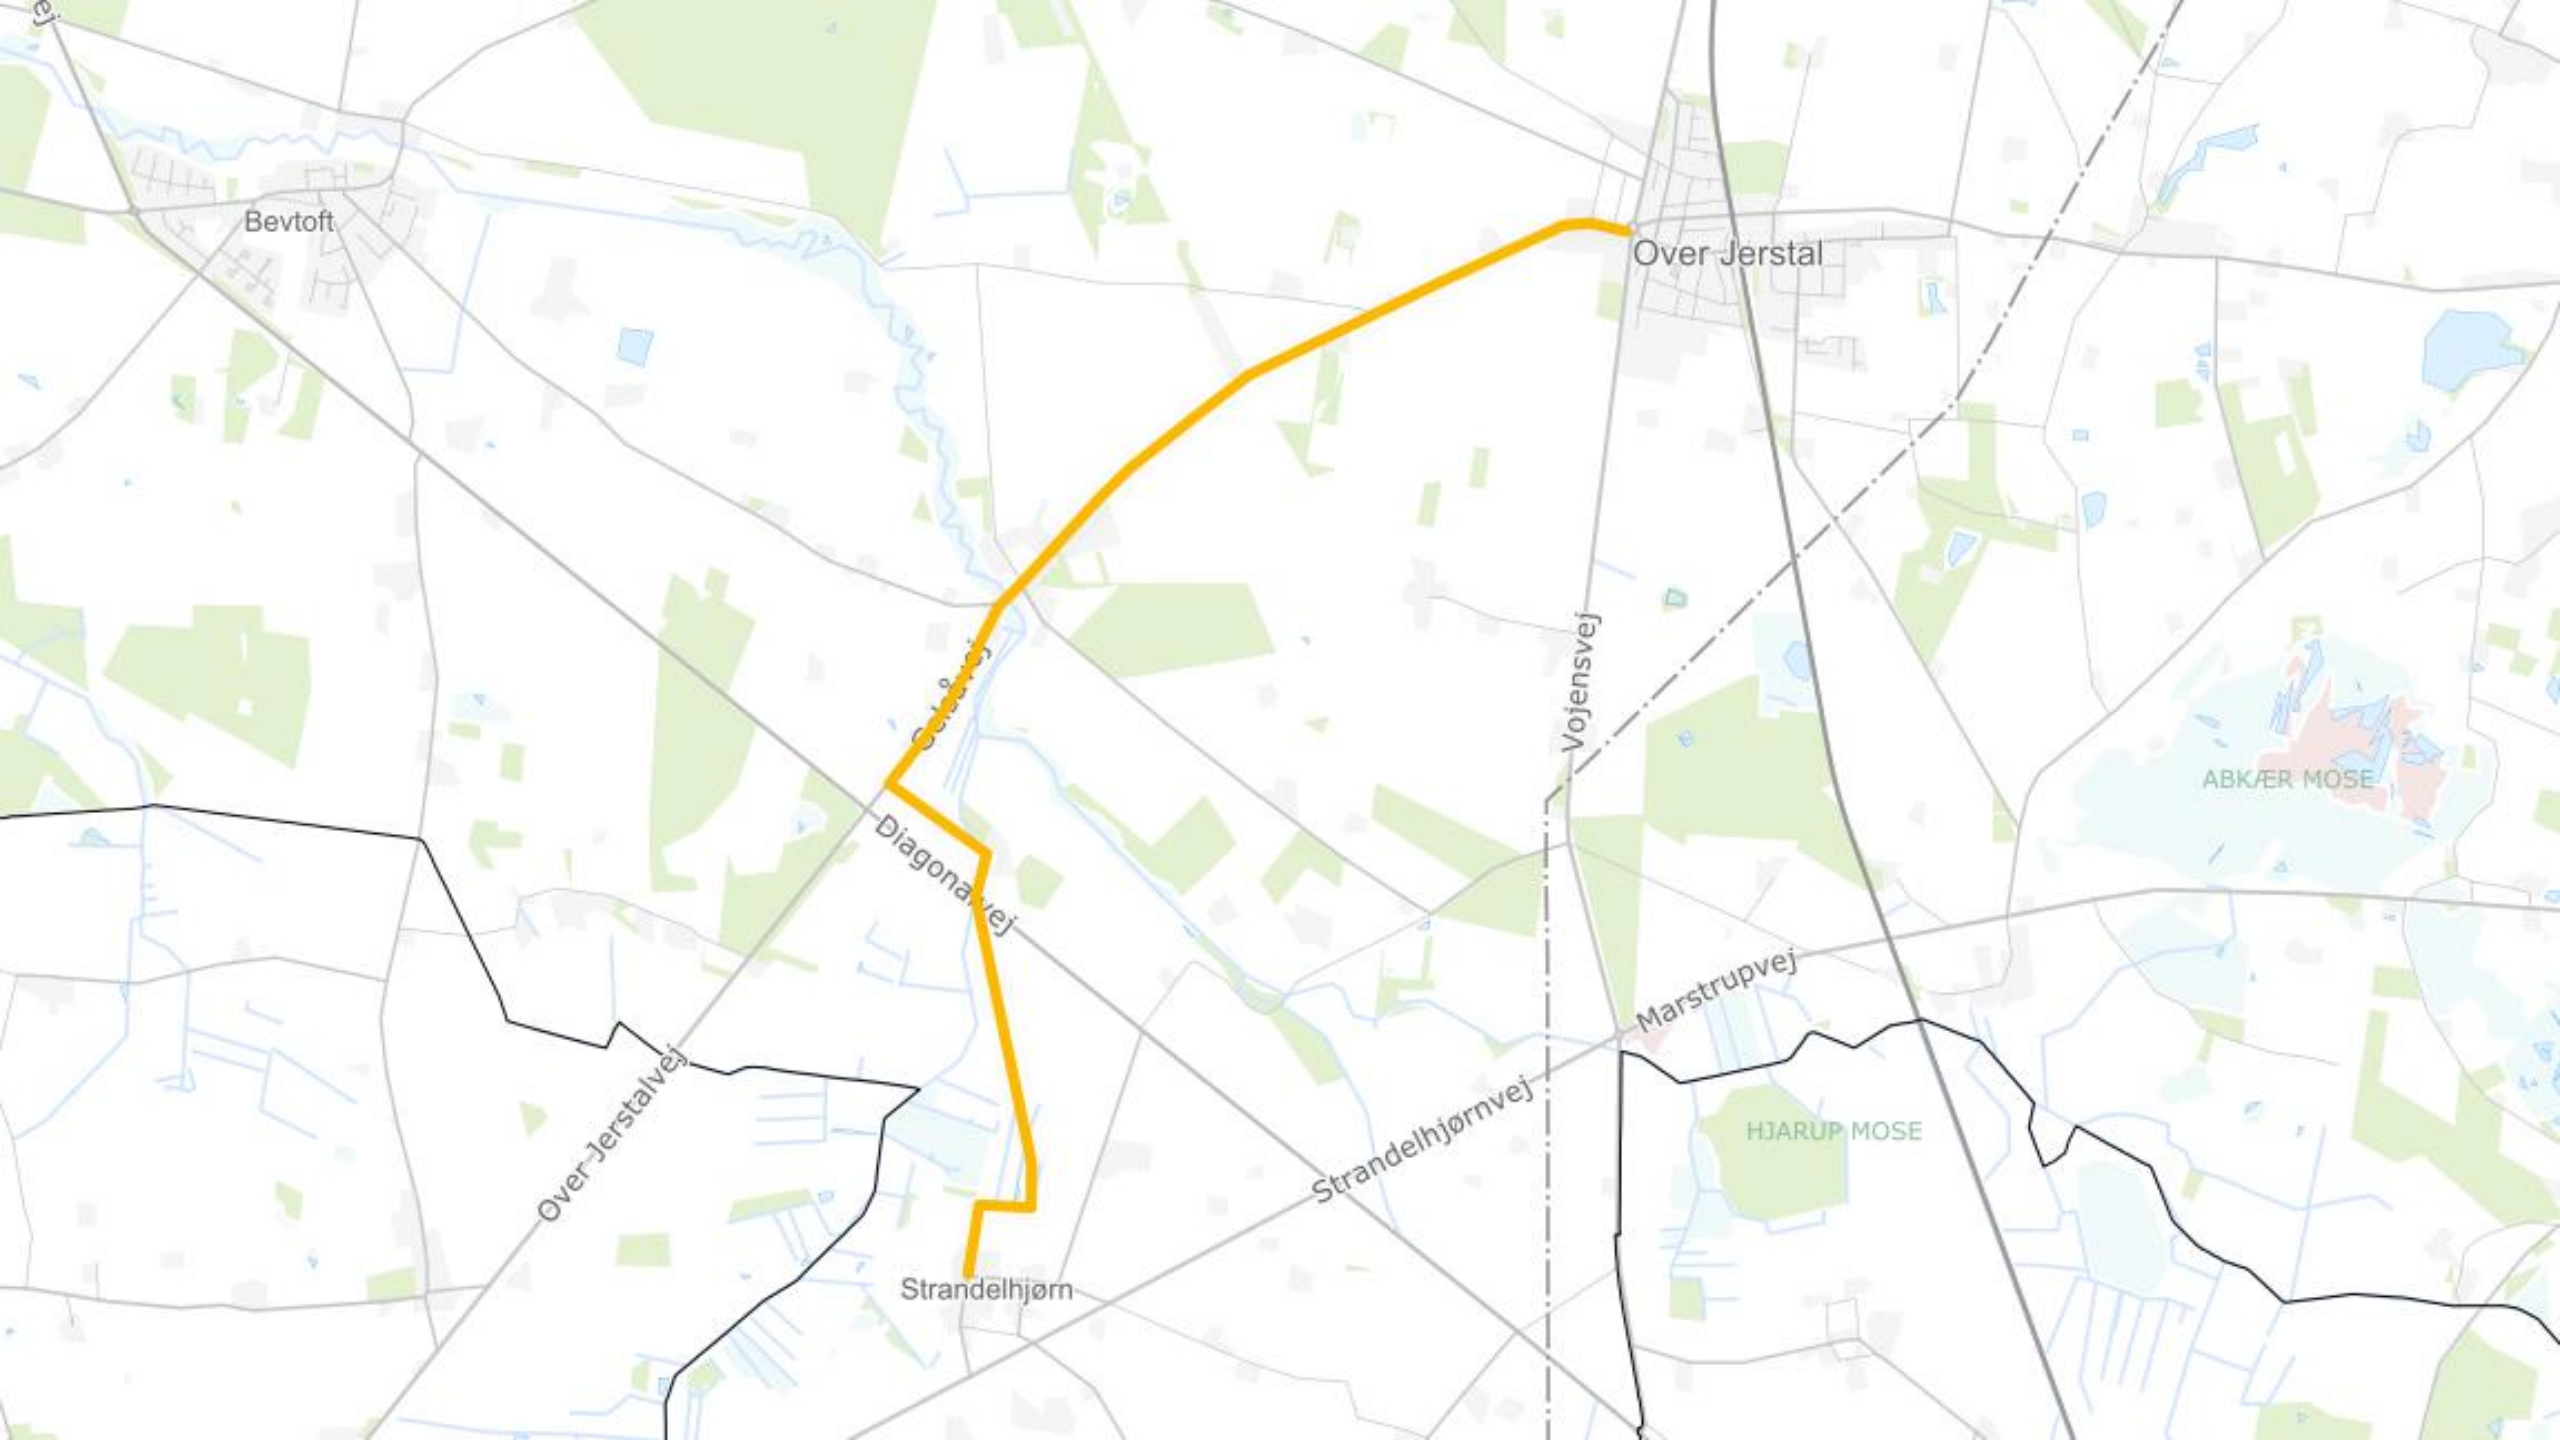 Bevtoft
Over Jerstal
Vojensvej
Diagonalvej
ABKÆR MOSE
Marstrupvej
Over Jerstalvej
Strandelhjørnvej
HJARUP MOSE
Strandelhjørn